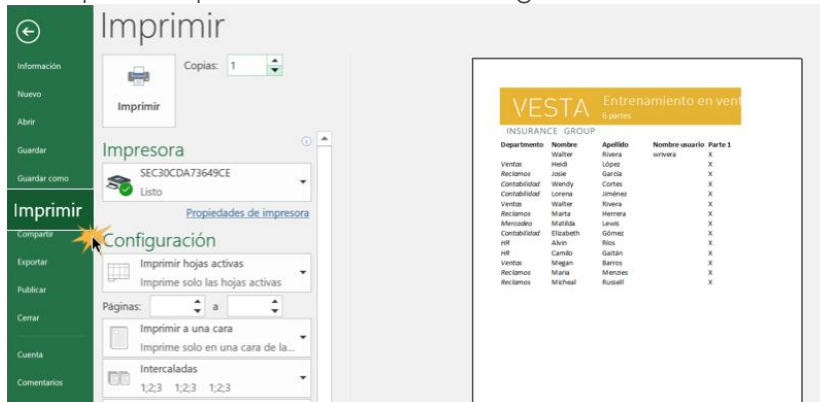 Imprimir
Información
Nuevo
Abrir
Guardar
Guardar como
Imprimir
Compartir
Exportar
Publicar
Cerrar
Cuenta
Comentarios
Imprimir
Copias: 1
Impresora
SEC30CDA73649CE
Listo
Propiedades de impresora
Configuración
Imprimir hojas activas
Imprime solo las hojas activas
Páginas: a
Imprimir a una cara
Imprime solo en una cara de la...
Intercaladas
1;2;3 1;2;3 1;2;3
VESTA
INSURANCE GROUP
Entrenamiento en vent
6 partes
Departmento Nombre Apellido Nombre usuario Parte 1
Walter Rivera wrivera X
Ventas Heidi López X
Reclamos Josie García X
Contabilidad Wendy Cortes X
Contabilidad Lorena Jiménez X
Ventas Walter Rivera X
Reclamos Marta Herrera X
Mercadeo Matilda Lewis X
Contabilidad Elizabeth Gómez X
HR Alvin Ríos X
HR Camilo Gaitán X
Ventas Megan Barros X
Reclamos Maria Menzies X
Reclamos Micheal Russell X